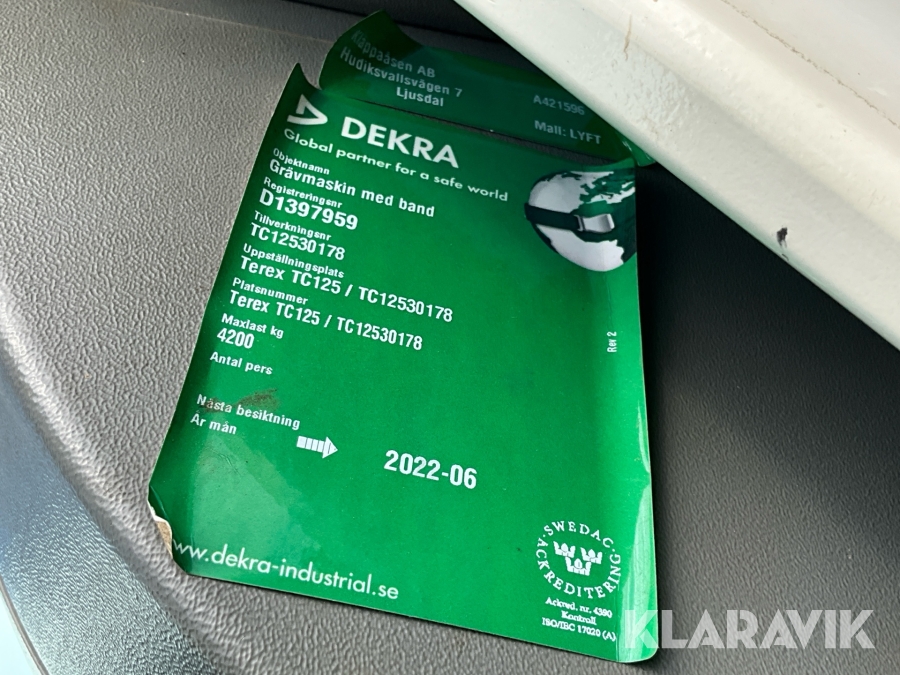 Kläppaåsen AB
Hudiksvallsvägen 7
Ljusdal
A421596
Mall: LYFT
DEKRA
Global partner for a safe world
Objektnamn
Grävmaskin med band
Registreringsnr
D1397959
Tillverkningsnr
TC12530178
Uppställningsplats
Terex TC125 / TC12530178
Platsnummer
Terex TC125 / TC12530178
Maxlast kg
4200
Antal pers
Rev 2
Nästa besiktning
År mån
2022-06
www.dekra-industrial.se
SWEDAC
ACKREDITERING
Ackred. nr. 4390
Kontroll
ISO/IEC 17020 (A)
KLARAVIK